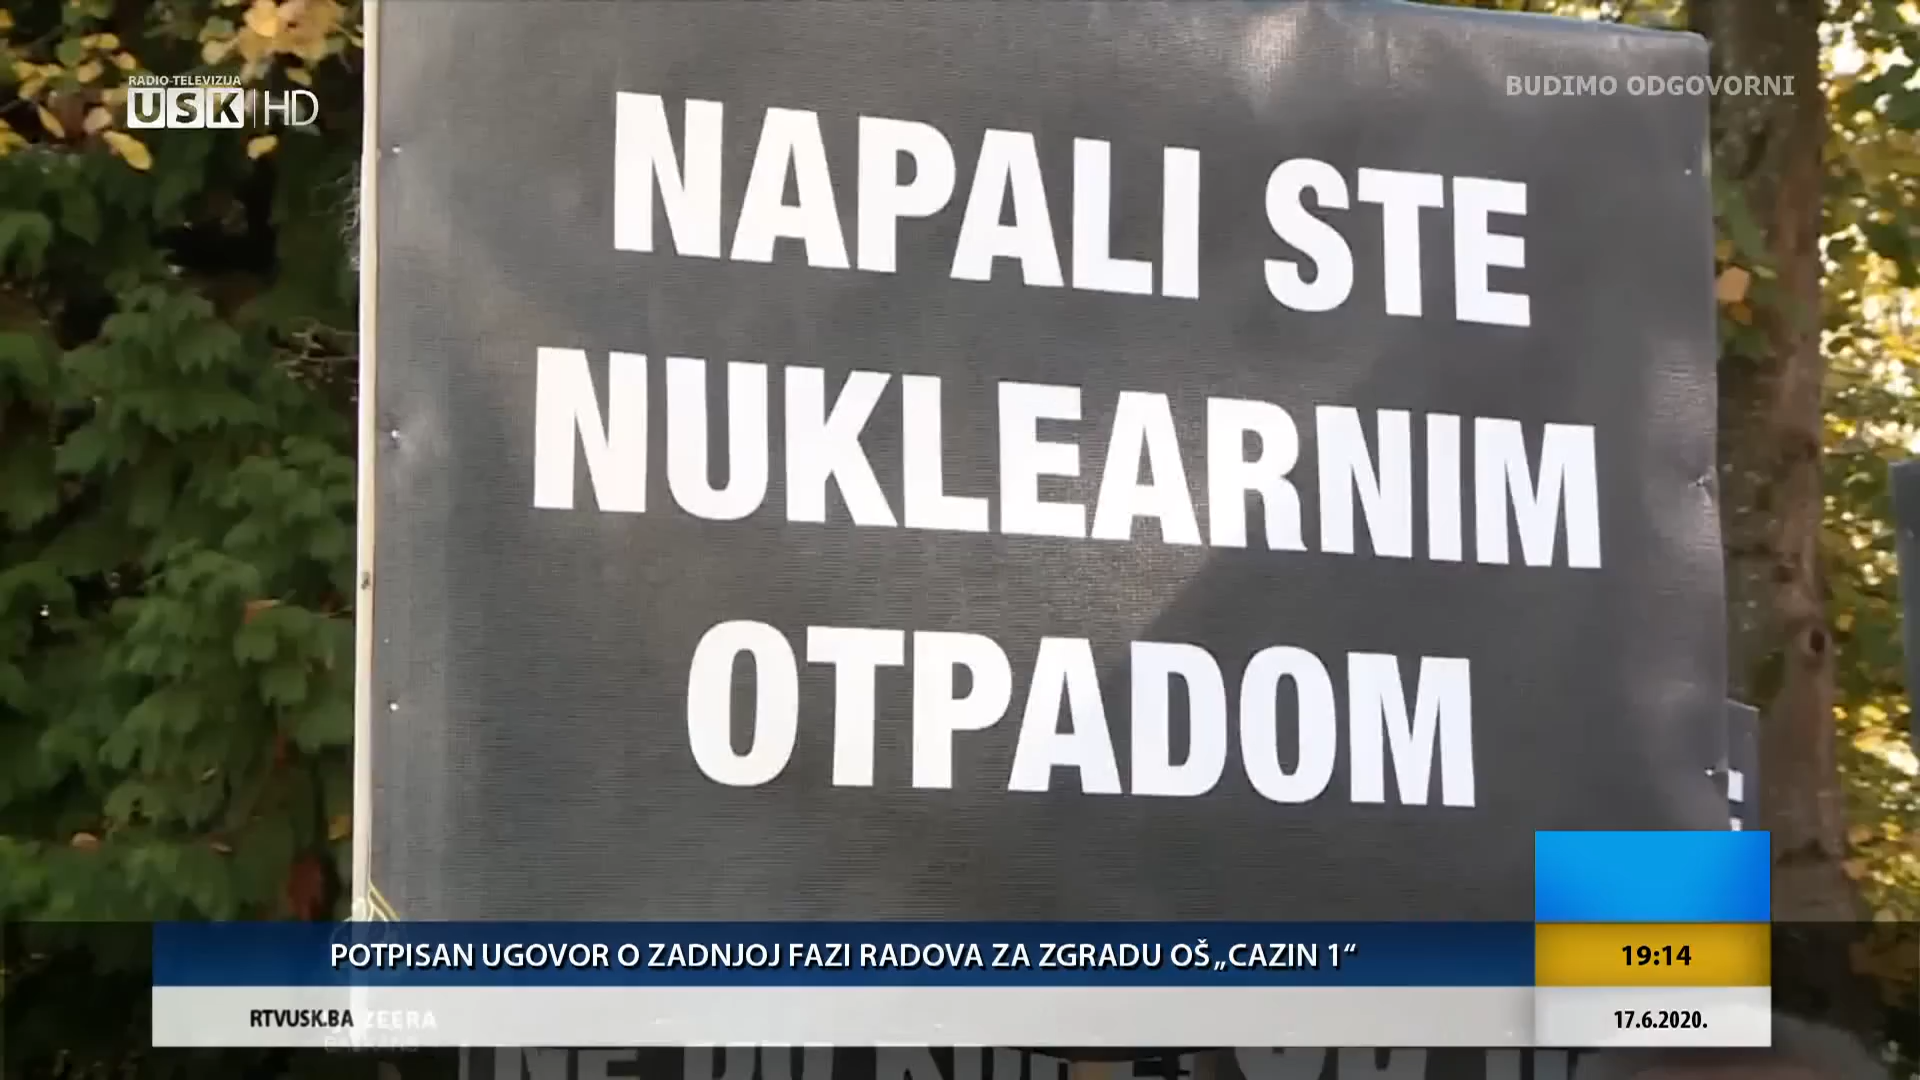 RADIO-TELEVIZIJA
USK HD
BUDIMO ODGOVORNI
NAPALI STE
NUKLEARNIM
OTPADOM
POTPISAN UGOVOR O ZADNJOJ FAZI RADOVA ZA ZGRADU OŠ „CAZIN 1“
19:14
RTVUSK.BA
17.6.2020.